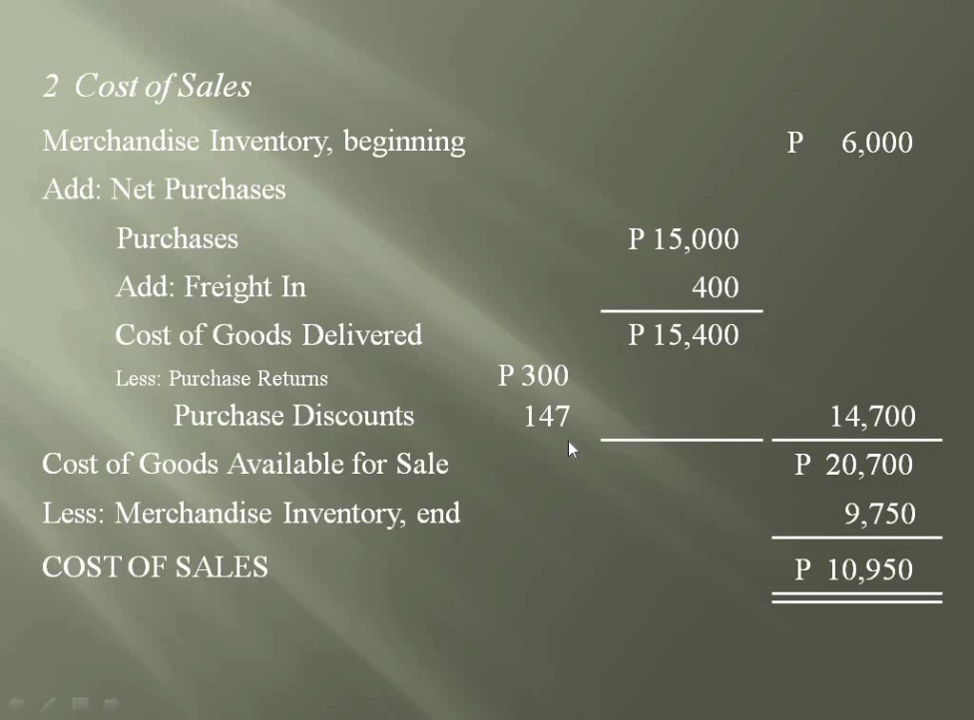 2 Cost of Sales
Merchandise Inventory, beginning P 6,000
Add: Net Purchases
Purchases P 15,000
Add: Freight In 400
Cost of Goods Delivered P 15,400
Less: Purchase Returns P 300
Purchase Discounts 147 14,700
Cost of Goods Available for Sale P 20,700
Less: Merchandise Inventory, end 9,750
COST OF SALES P 10,950